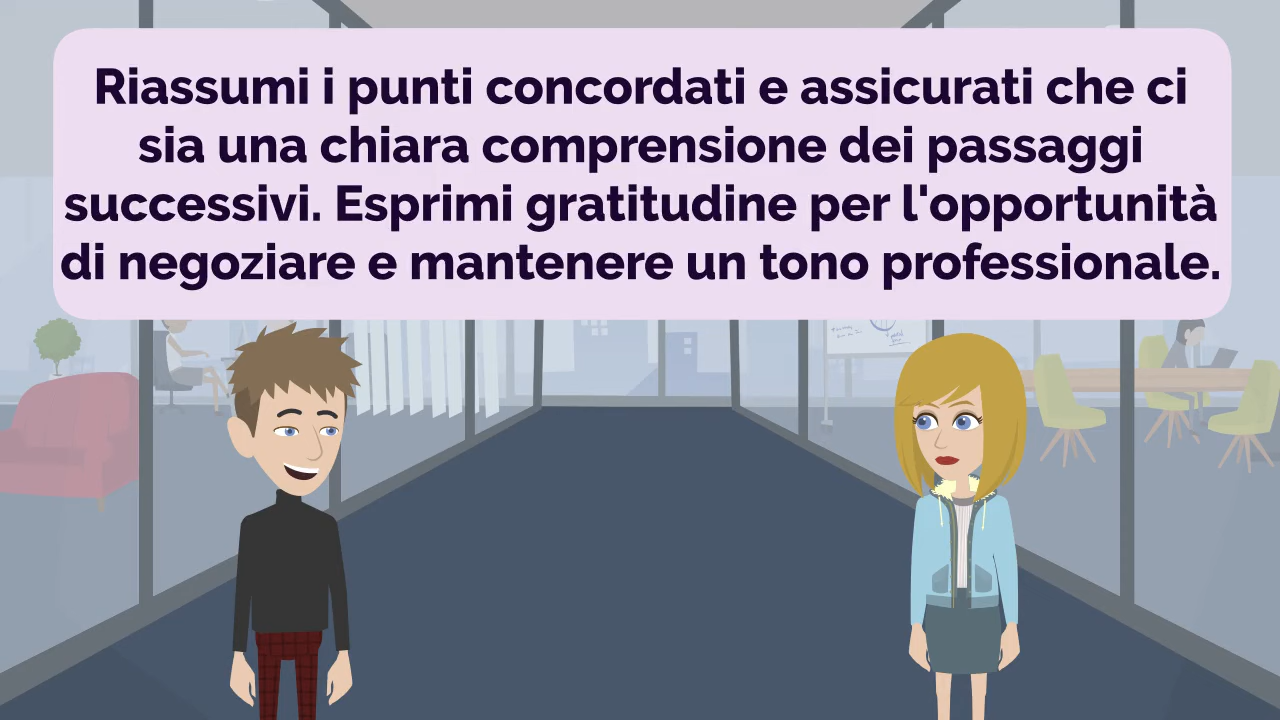 Riassumi i punti concordati e assicurati che ci
sia una chiara comprensione dei passaggi
successivi. Esprimi gratitudine per l'opportunità
di negoziare e mantenere un tono professionale.